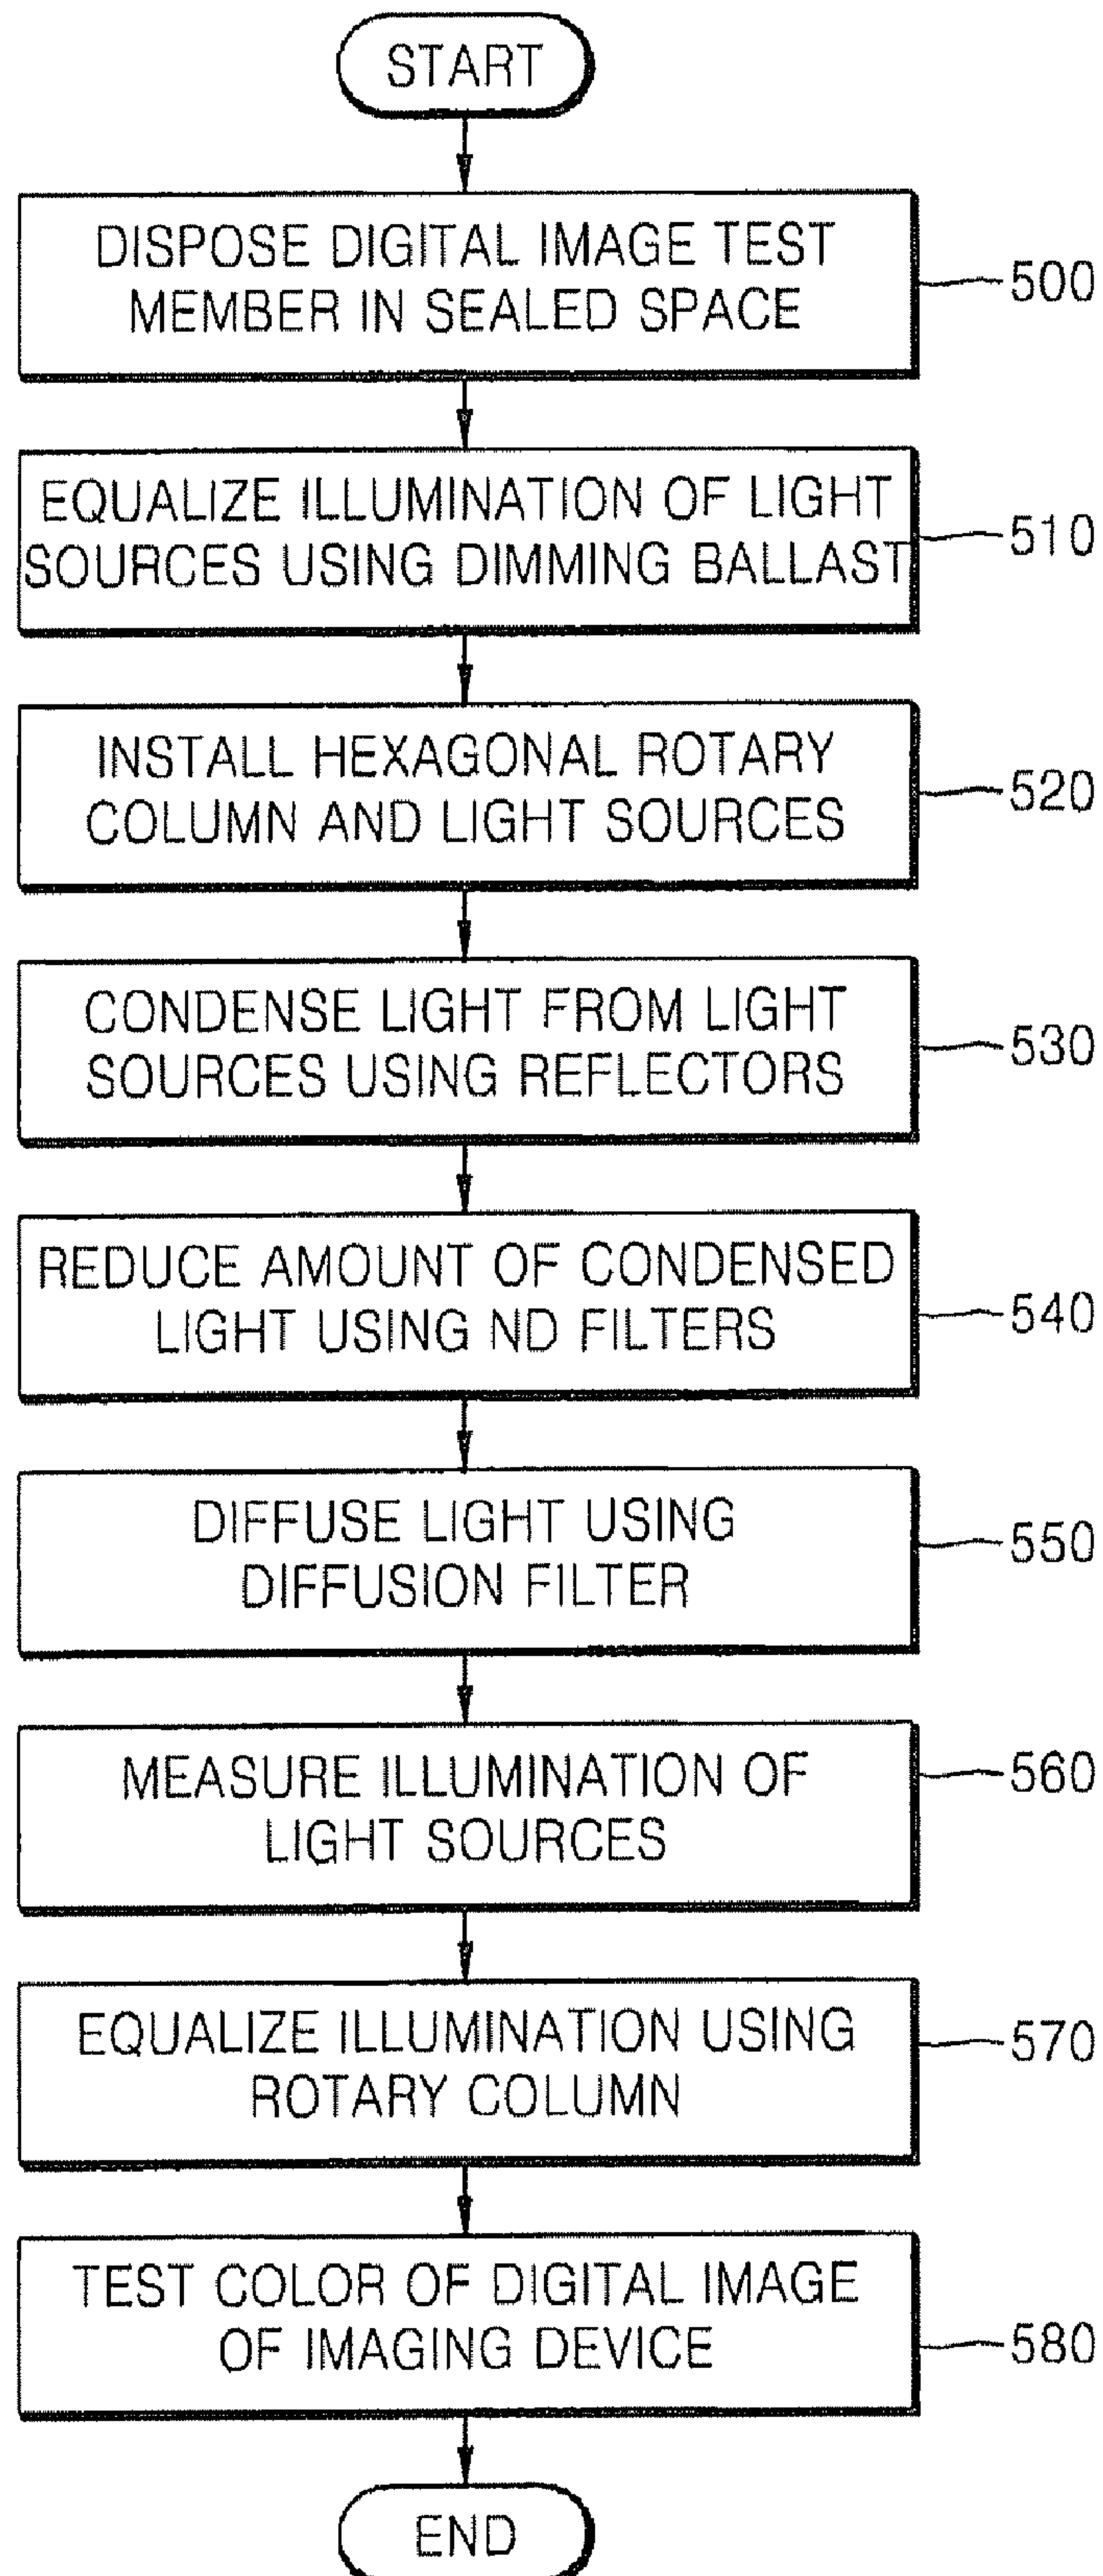 START
DISPOSE DIGITAL IMAGE TEST
MEMBER IN SEALED SPACE
500
EQUALIZE ILLUMINATION OF LIGHT
SOURCES USING DIMMING BALLAST
510
INSTALL HEXAGONAL ROTARY
COLUMN AND LIGHT SOURCES
520
CONDENSE LIGHT FROM LIGHT
SOURCES USING REFLECTORS
530
REDUCE AMOUNT OF CONDENSED
LIGHT USING ND FILTERS
540
DIFFUSE LIGHT USING
DIFFUSION FILTER
550
MEASURE ILLUMINATION OF
LIGHT SOURCES
560
EQUALIZE ILLUMINATION USING
ROTARY COLUMN
570
TEST COLOR OF DIGITAL IMAGE
OF IMAGING DEVICE
580
END